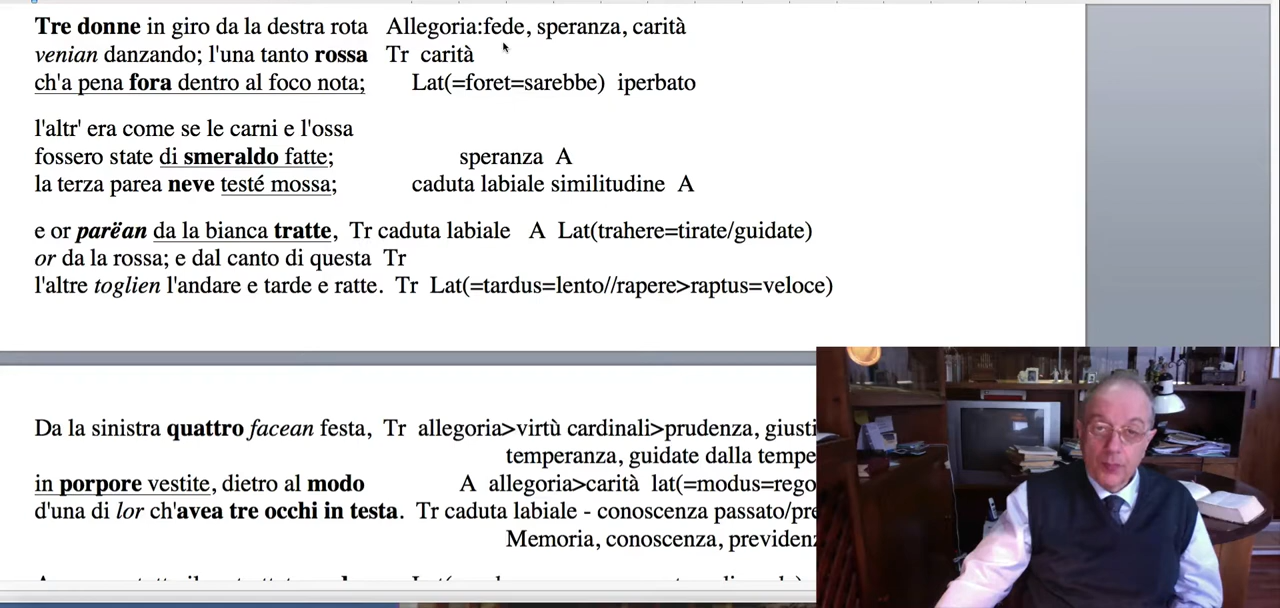 Tre donne in giro da la destra rota Allegoria:fede, speranza, carità
venian danzando; l'una tanto rossa Tr carità
ch'a pena fora dentro al foco nota; Lat(=foret=sarebbe) iperbato
l'altr' era come se le carni e l'ossa
fossero state di smeraldo fatte; speranza A
la terza parea neve testé mossa; caduta labiale similitudine A
e or parëan da la bianca tratte, Tr caduta labiale A Lat(trahere=tirate/guidate)
or da la rossa; e dal canto di questa Tr
l'altre toglien l'andare e tarde e ratte. Tr Lat(=tardus=lento//rapere>raptus=veloce)
Da la sinistra quattro facean festa, Tr allegoria>virtù cardinali>prudenza, giusti
temperanza, guidate dalla tempe
in porpore vestite, dietro al modo A allegoria>carità lat(=modus=rego
d'una di lor ch'avea tre occhi in testa. Tr caduta labiale - conoscenza passato/pre
Memoria, conoscenza, previden